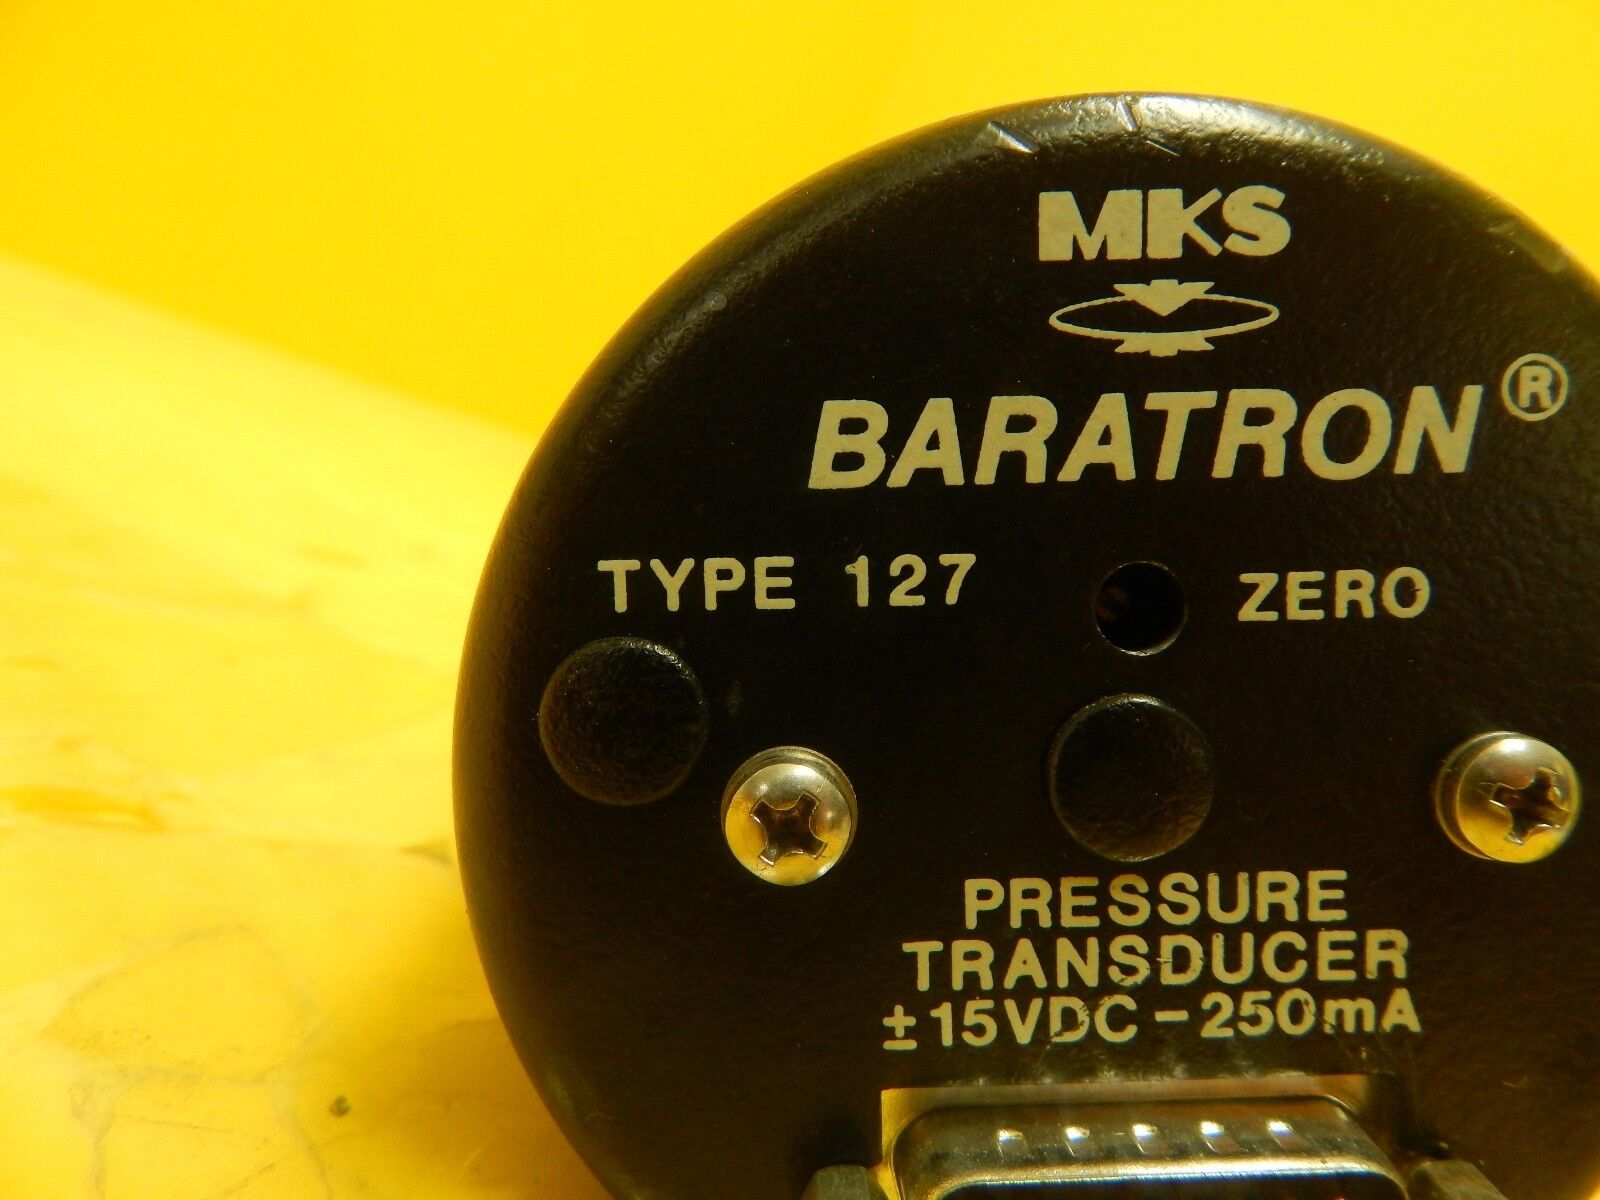 MKS
BARATRON®
TYPE 127
ZERO
PRESSURE
TRANSDUCER
±15VDC-250mA